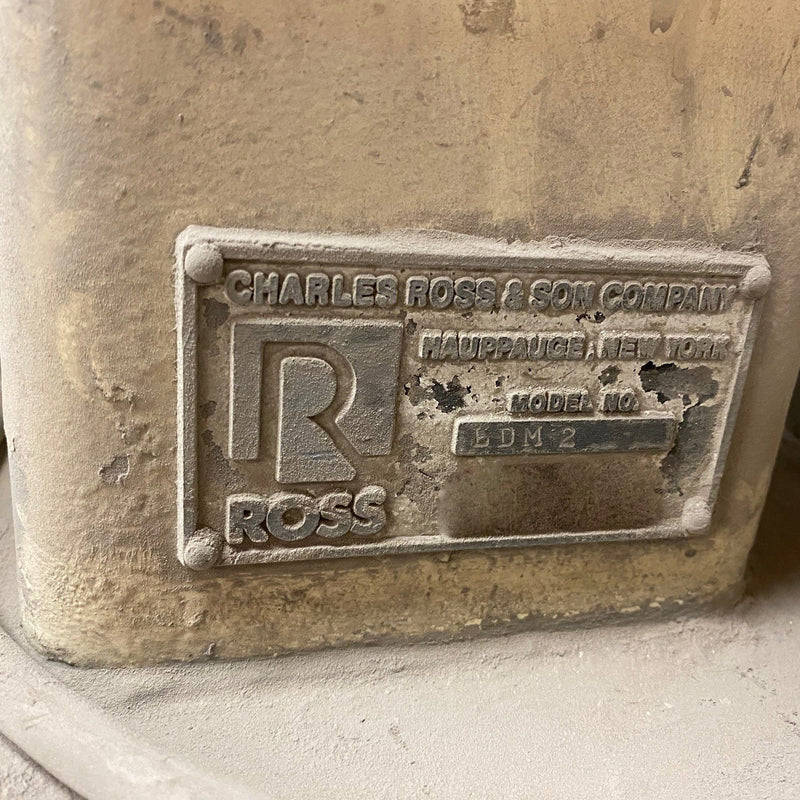 CHARLES ROSS & SON COMPANY
HAUPPAUGE, NEW YORK
R
MODEL NO.
LDM 2
ROSS